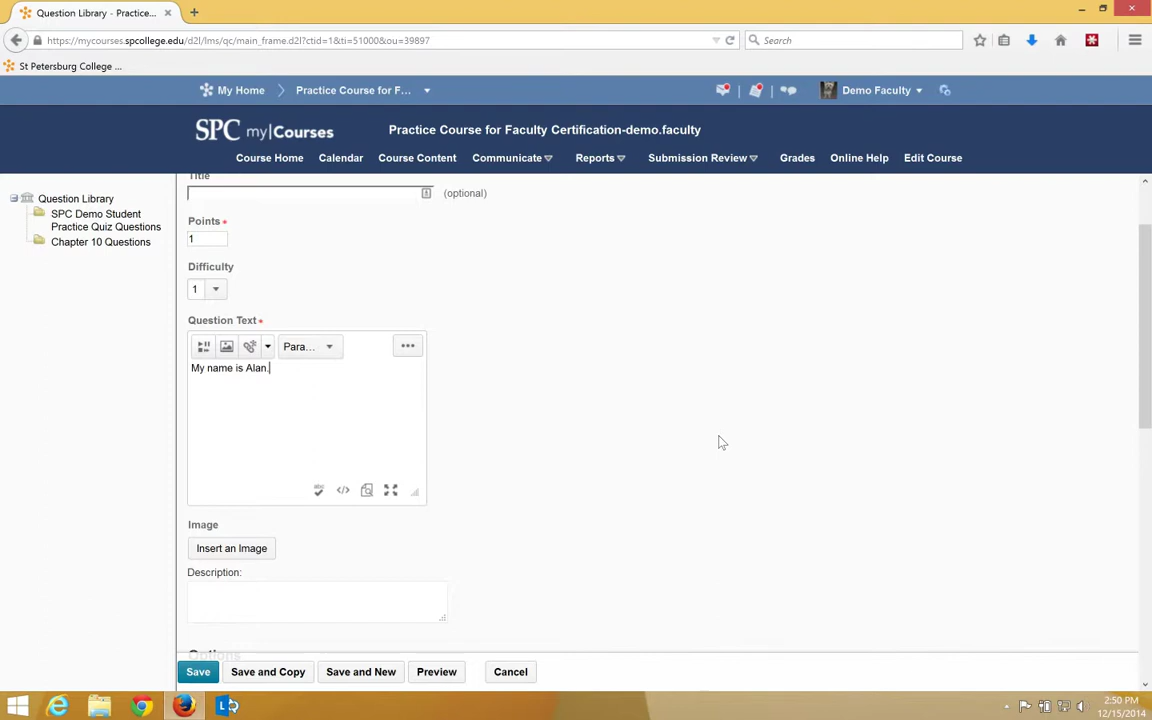 Question Library - Practice...
https://mycourses.spcollege.edu/d2l/lms/qc/main_frame.d2l?ctid=1&ti=51000&ou=39897
Search
St Petersburg College ...
My Home
Practice Course for F...
Demo Faculty
SPC my|Courses
Practice Course for Faculty Certification-demo.faculty
Course Home
Calendar
Course Content
Communicate
Reports
Submission Review
Grades
Online Help
Edit Course
Question Library
SPC Demo Student
Practice Quiz Questions
Chapter 10 Questions
Title
(optional)
Points *
1
Difficulty
1
Question Text *
Para...
My name is Alan.
Image
Insert an Image
Description:
Options
Save
Save and Copy
Save and New
Preview
Cancel
2:50 PM
12/15/2014